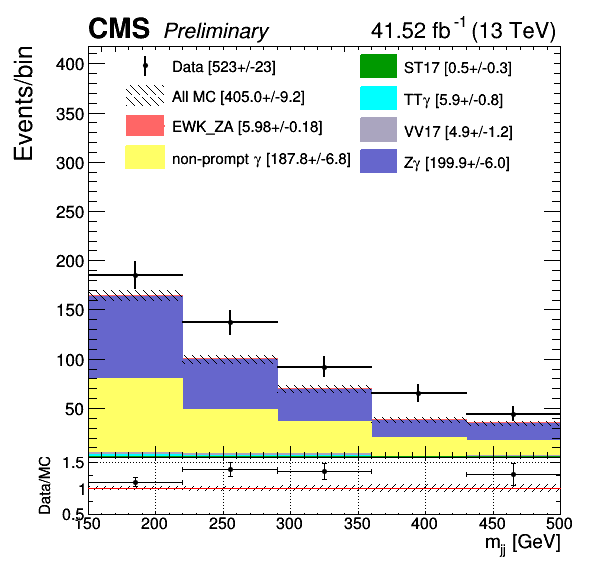 CMS Preliminary 41.52 fb⁻¹ (13 TeV)
Events/bin
400
350
300
250
200
150
100
50
Data [523+/-23]
All MC [405.0+/-9.2]
EWK_ZA [5.98+/-0.18]
non-prompt γ [187.8+/-6.8]
ST17 [0.5+/-0.3]
TTγ [5.9+/-0.8]
VV17 [4.9+/-1.2]
Zγ [199.9+/-6.0]
Data/MC
1.5
1
0.5
150 200 250 300 350 400 450 500
m_jj [GeV]